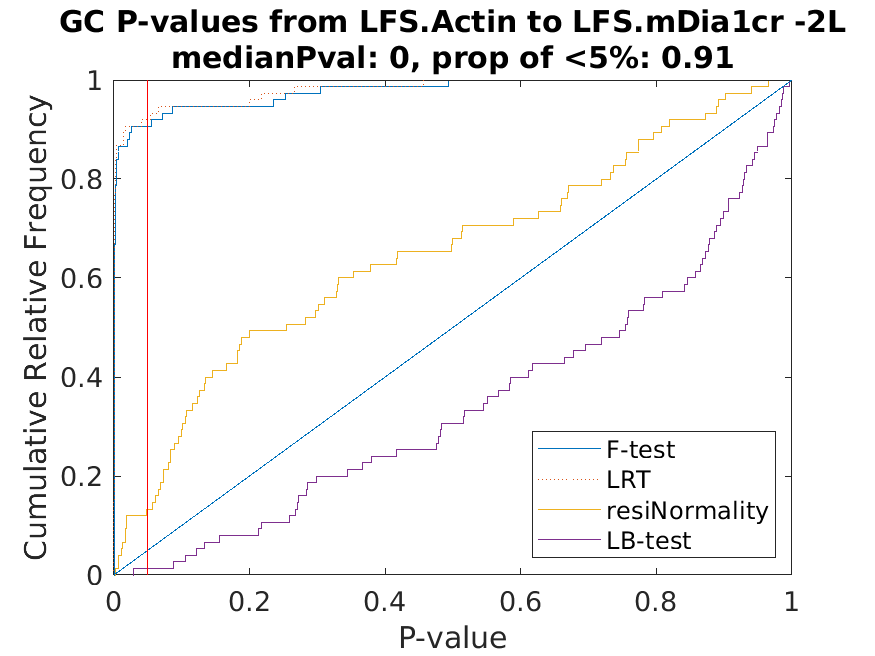 GC P-values from LFS.Actin to LFS.mDia1cr -2L
medianPval: 0, prop of <5%: 0.91
Cumulative Relative Frequency
1
0.8
0.6
0.4
0.2
0
0
0.2
0.4
0.6
0.8
1
P-value
F-test
LRT
resiNormality
LB-test